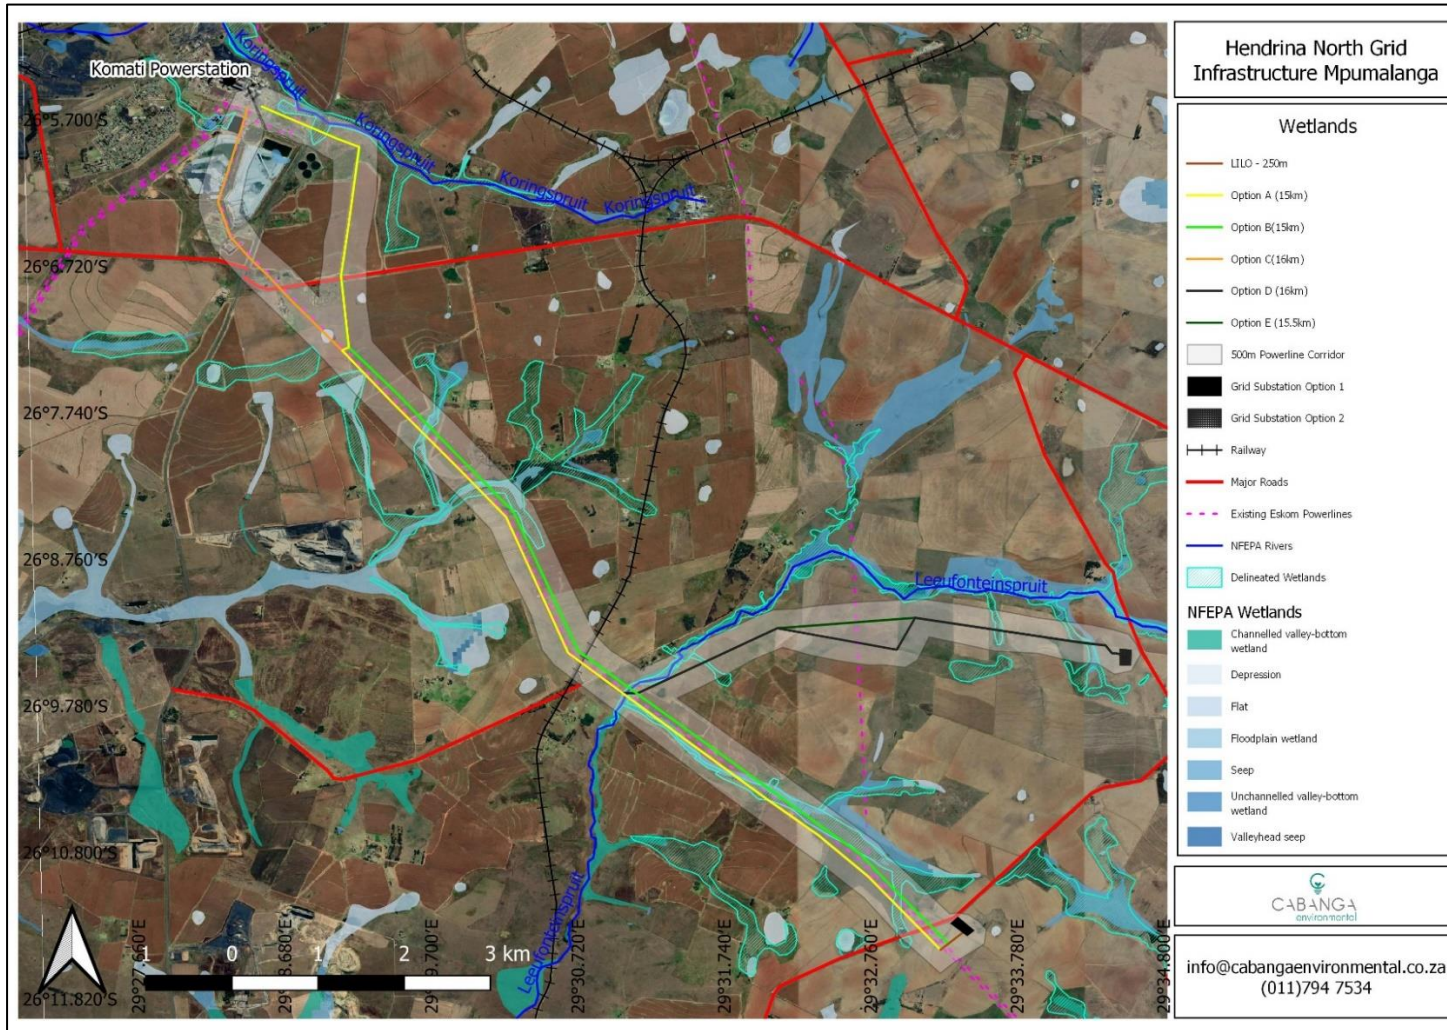 Hendrina North Grid
Infrastructure Mpumalanga
Wetlands
LILO - 250m
Option A (15km)
Option B(15km)
Option C(16km)
Option D (16km)
Option E (15.5km)
500m Powerline Corridor
Grid Substation Option 1
Grid Substation Option 2
Railway
Major Roads
Existing Eskom Powerlines
NFEPA Rivers
Delineated Wetlands
NFEPA Wetlands
Channelled valley-bottom
wetland
Depression
Flat
Floodplain wetland
Seep
Unchannelled valley-bottom
wetland
Valleyhead seep
CABANGA
environmental
info@cabangaenvironmental.co.za
(011)794 7534
Komati Powerstation
Koringspruit
Koringspruit
Koringspruit
Koringspruit
Leeufonteinspruit
Leeufonteinspruit
26°5.700'S
26°6.720'S
26°7.740'S
26°8.760'S
26°9.780'S
26°10.800'S
26°11.820'S
29°27.660'E
29°28.680'E
29°29.700'E
29°30.720'E
29°31.740'E
29°32.760'E
29°33.780'E
29°34.800'E
1 0 1 2 3 km